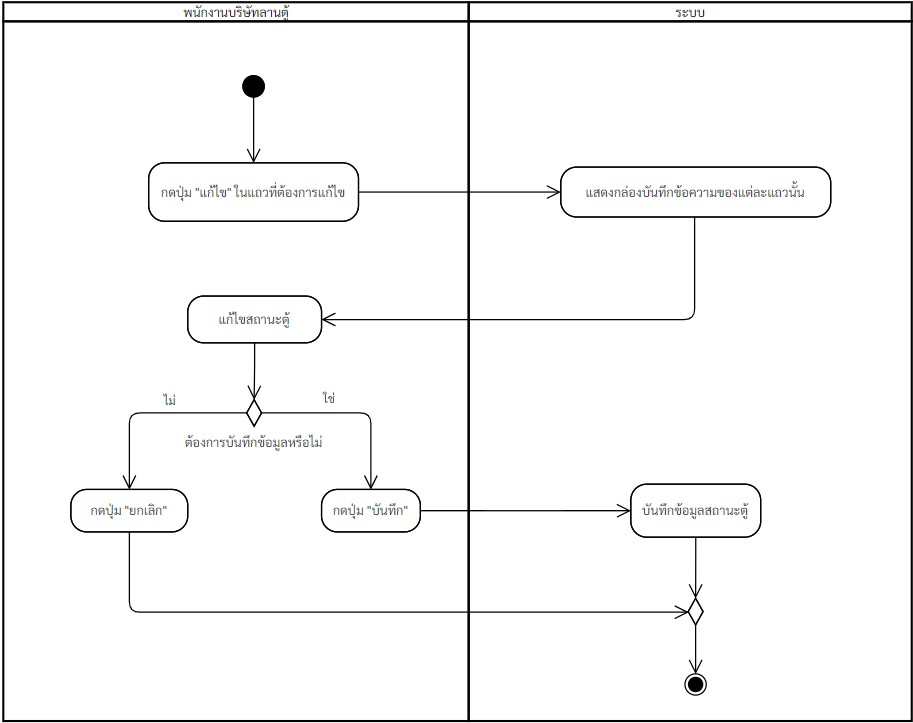 พนักงานบริษัทลานตู้
ระบบ
กดปุ่ม "แก้ไข" ในแถวที่ต้องการแก้ไข
แสดงกล่องบันทึกข้อความของแต่ละแถวนั้น
แก้ไขสถานะตู้
ไม่
ใช่
ต้องการบันทึกข้อมูลหรือไม่
กดปุ่ม "ยกเลิก"
กดปุ่ม "บันทึก"
บันทึกข้อมูลสถานะตู้